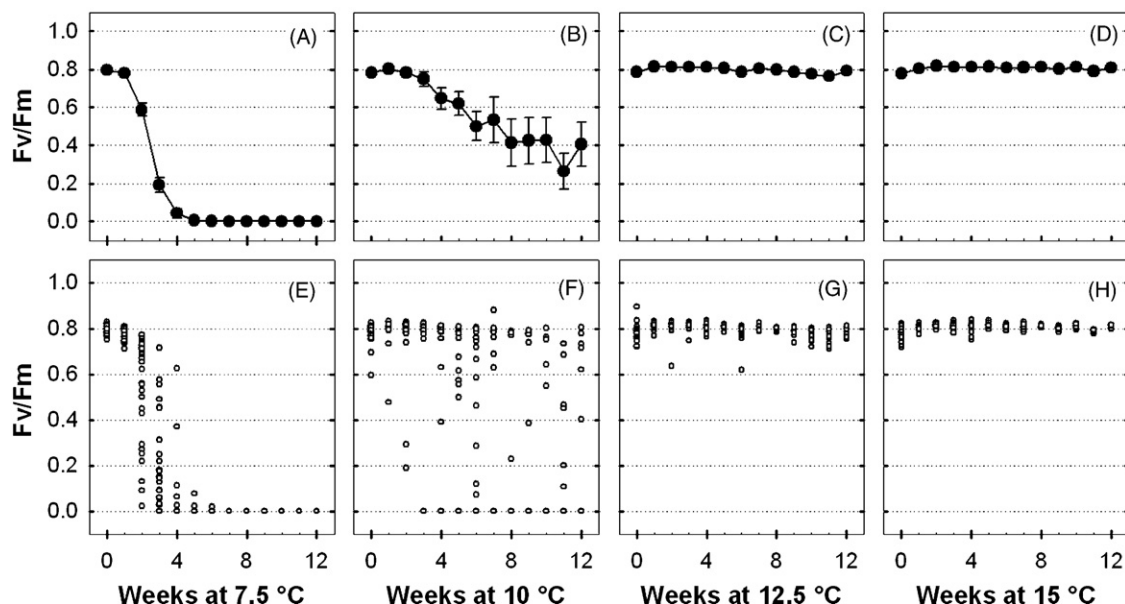 1.0
0.8
0.6
0.4
0.2
0.0
Fv/Fm
(A)
(B)
(C)
(D)
1.0
0.8
0.6
0.4
0.2
0.0
Fv/Fm
(E)
(F)
(G)
(H)
0 4 8 12
0 4 8 12
0 4 8 12
0 4 8 12
Weeks at 7.5 °C
Weeks at 10 °C
Weeks at 12.5 °C
Weeks at 15 °C